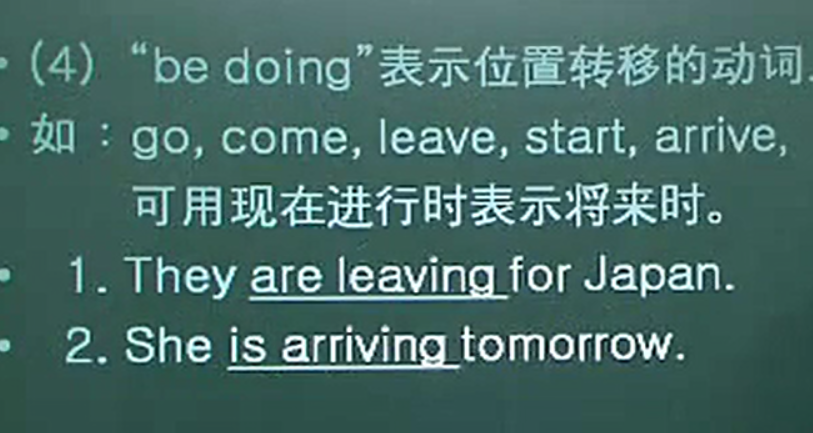 • (4) “be doing”表示位置转移的动词.
• 如：go, come, leave, start, arrive,
可用现在进行时表示将来时。
• 1. They are leaving for Japan.
• 2. She is arriving tomorrow.